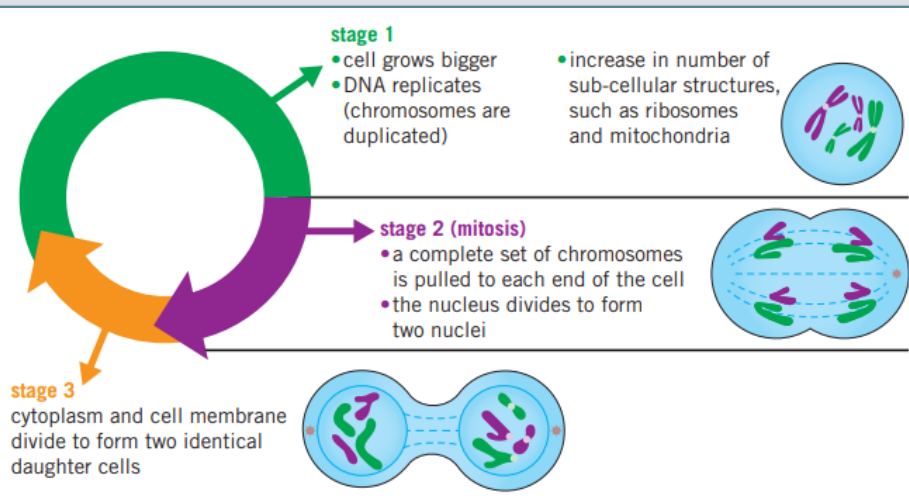 stage 1
•cell grows bigger
•DNA replicates
(chromosomes are
duplicated)
•increase in number of
sub-cellular structures,
such as ribosomes
and mitochondria
stage 2 (mitosis)
•a complete set of chromosomes
is pulled to each end of the cell
•the nucleus divides to form
two nuclei
stage 3
cytoplasm and cell membrane
divide to form two identical
daughter cells